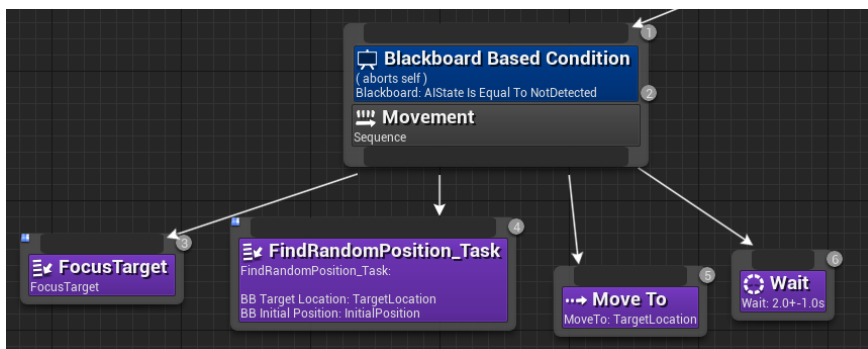 1
Blackboard Based Condition
( aborts self )
Blackboard: AIState Is Equal To NotDetected
2
Movement
Sequence
3
FocusTarget
FocusTarget
4
FindRandomPosition_Task
FindRandomPosition_Task:
BB Target Location: TargetLocation
BB Initial Position: InitialPosition
5
Move To
MoveTo: TargetLocation
6
Wait
Wait: 2.0+-1.0s